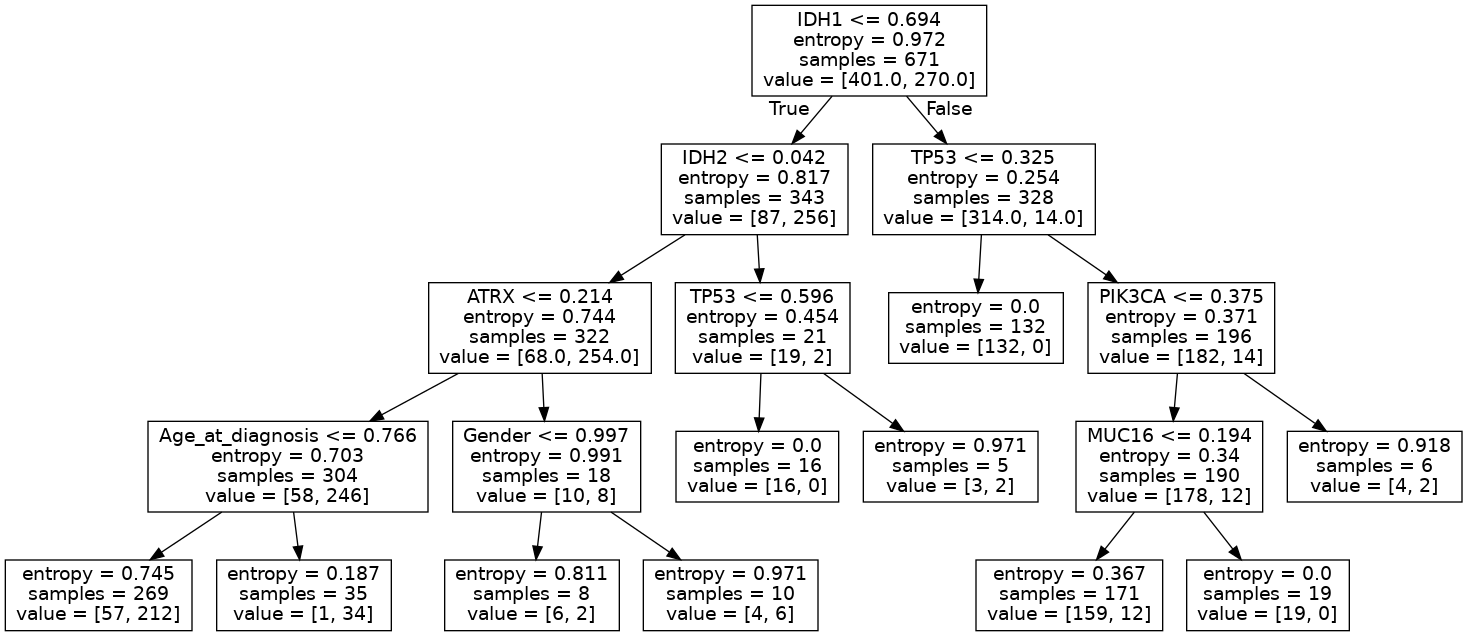 IDH1 <= 0.694
entropy = 0.972
samples = 671
value = [401.0, 270.0]
True
False
IDH2 <= 0.042
entropy = 0.817
samples = 343
value = [87, 256]
TP53 <= 0.325
entropy = 0.254
samples = 328
value = [314.0, 14.0]
ATRX <= 0.214
entropy = 0.744
samples = 322
value = [68.0, 254.0]
TP53 <= 0.596
entropy = 0.454
samples = 21
value = [19, 2]
entropy = 0.0
samples = 132
value = [132, 0]
PIK3CA <= 0.375
entropy = 0.371
samples = 196
value = [182, 14]
Age_at_diagnosis <= 0.766
entropy = 0.703
samples = 304
value = [58, 246]
Gender <= 0.997
entropy = 0.991
samples = 18
value = [10, 8]
entropy = 0.0
samples = 16
value = [16, 0]
entropy = 0.971
samples = 5
value = [3, 2]
MUC16 <= 0.194
entropy = 0.34
samples = 190
value = [178, 12]
entropy = 0.918
samples = 6
value = [4, 2]
entropy = 0.745
samples = 269
value = [57, 212]
entropy = 0.187
samples = 35
value = [1, 34]
entropy = 0.811
samples = 8
value = [6, 2]
entropy = 0.971
samples = 10
value = [4, 6]
entropy = 0.367
samples = 171
value = [159, 12]
entropy = 0.0
samples = 19
value = [19, 0]